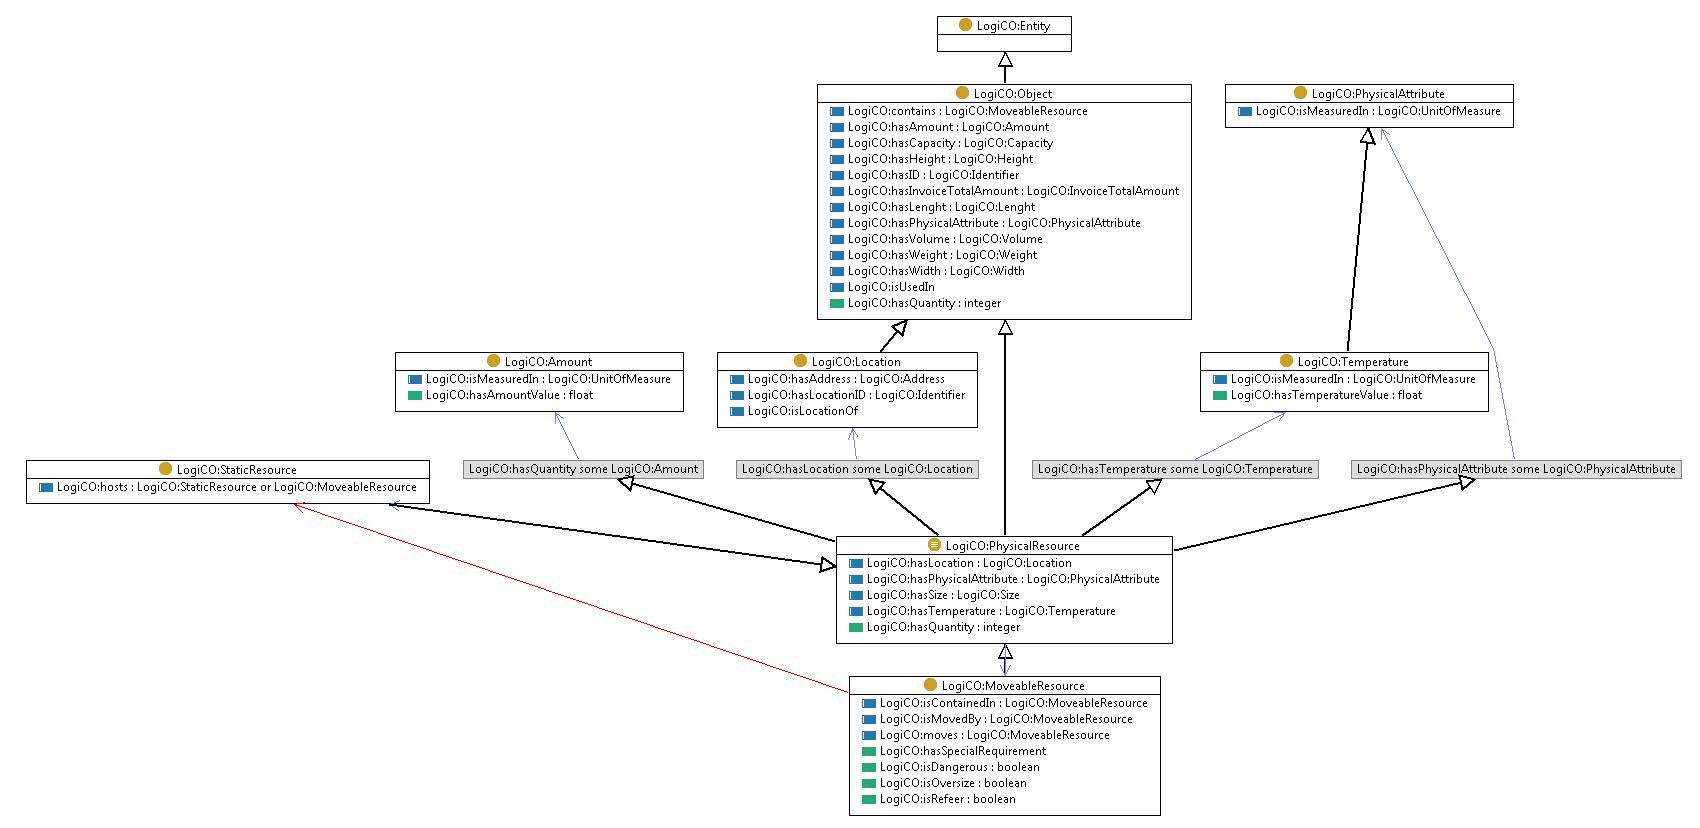 LogiCO:Entity
LogiCO:Object
LogiCO:contains : LogiCO:MoveableResource
LogiCO:hasAmount : LogiCO:Amount
LogiCO:hasCapacity : LogiCO:Capacity
LogiCO:hasHeight : LogiCO:Height
LogiCO:hasID : LogiCO:Identifier
LogiCO:hasInvoiceTotalAmount : LogiCO:InvoiceTotalAmount
LogiCO:hasLenght : LogiCO:Lenght
LogiCO:hasPhysicalAttribute : LogiCO:PhysicalAttribute
LogiCO:hasVolume : LogiCO:Volume
LogiCO:hasWeight : LogiCO:Weight
LogiCO:hasWidth : LogiCO:Width
LogiCO:isUsedIn
LogiCO:hasQuantity : integer
LogiCO:PhysicalAttribute
LogiCO:isMeasuredIn : LogiCO:UnitOfMeasure
LogiCO:Amount
LogiCO:isMeasuredIn : LogiCO:UnitOfMeasure
LogiCO:hasAmountValue : float
LogiCO:Location
LogiCO:hasAddress : LogiCO:Address
LogiCO:hasLocationID : LogiCO:Identifier
LogiCO:isLocationOf
LogiCO:Temperature
LogiCO:isMeasuredIn : LogiCO:UnitOfMeasure
LogiCO:hasTemperatureValue : float
LogiCO:StaticResource
LogiCO:hosts : LogiCO:StaticResource or LogiCO:MoveableResource
LogiCO:hasQuantity some LogiCO:Amount
LogiCO:hasLocation some LogiCO:Location
LogiCO:hasTemperature some LogiCO:Temperature
LogiCO:hasPhysicalAttribute some LogiCO:PhysicalAttribute
LogiCO:PhysicalResource
LogiCO:hasLocation : LogiCO:Location
LogiCO:hasPhysicalAttribute : LogiCO:PhysicalAttribute
LogiCO:hasSize : LogiCO:Size
LogiCO:hasTemperature : LogiCO:Temperature
LogiCO:hasQuantity : integer
LogiCO:MoveableResource
LogiCO:isContainedIn : LogiCO:MoveableResource
LogiCO:isMovedBy : LogiCO:MoveableResource
LogiCO:moves : LogiCO:MoveableResource
LogiCO:hasSpecialRequirement
LogiCO:isDangerous : boolean
LogiCO:isOversize : boolean
LogiCO:isRefeer : boolean